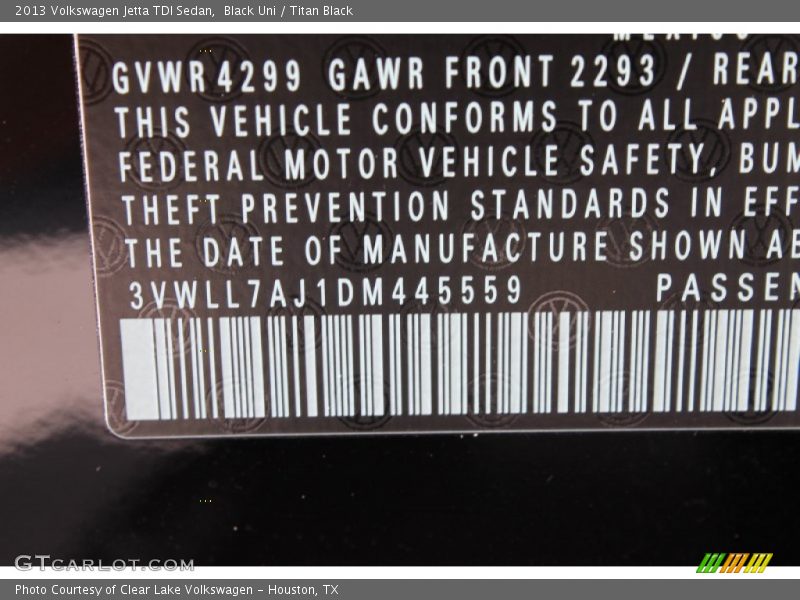 2013 Volkswagen Jetta TDI Sedan,  Black Uni / Titan Black
GVWR 4299 GAWR FRONT 2293 / REAR
THIS VEHICLE CONFORMS TO ALL APPL
FEDERAL MOTOR VEHICLE SAFETY, BUM
THEFT PREVENTION STANDARDS IN EFF
THE DATE OF MANUFACTURE SHOWN AB
3VWLL7AJ1DM445559 PASSEN
GTCARLOT.COM
Photo Courtesy of Clear Lake Volkswagen – Houston, TX